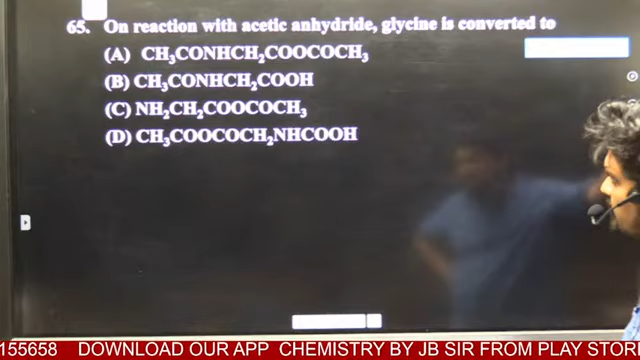 65. On reaction with acetic anhydride, glycine is converted to
(A) CH₃CONHCH₂COOCOCH₃
(B) CH₃CONHCH₂COOH
(C) NH₂CH₂COOCOCH₃
(D) CH₃COOCOCH₂NHCOOH
155658 DOWNLOAD OUR APP CHEMISTRY BY JB SIR FROM PLAY STOR